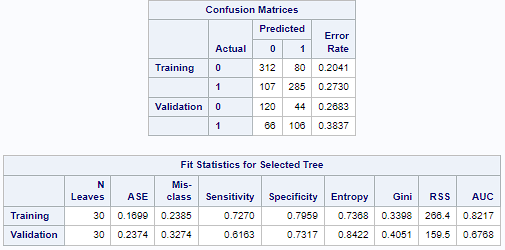 Confusion Matrices
Actual Predicted Error Rate
0 1
Training 0 312 80 0.2041
1 107 285 0.2730
Validation 0 120 44 0.2683
1 66 106 0.3837
Fit Statistics for Selected Tree
N Leaves ASE Mis-class Sensitivity Specificity Entropy Gini RSS AUC
Training 30 0.1699 0.2385 0.7270 0.7959 0.7368 0.3398 266.4 0.8217
Validation 30 0.2374 0.3274 0.6163 0.7317 0.8422 0.4051 159.5 0.6768